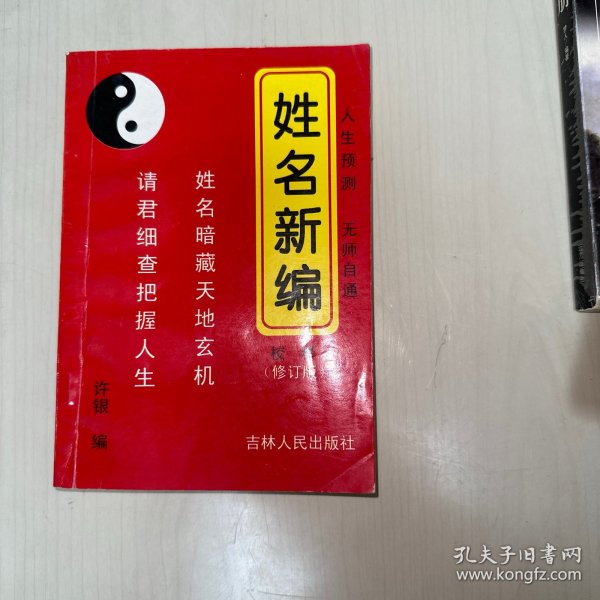 人生预测 无师自通
姓名新编
姓名暗藏天地玄机
请君细查把握人生
(修订版)
许银 编
吉林人民出版社
孔夫子旧书网
www.kongfz.com